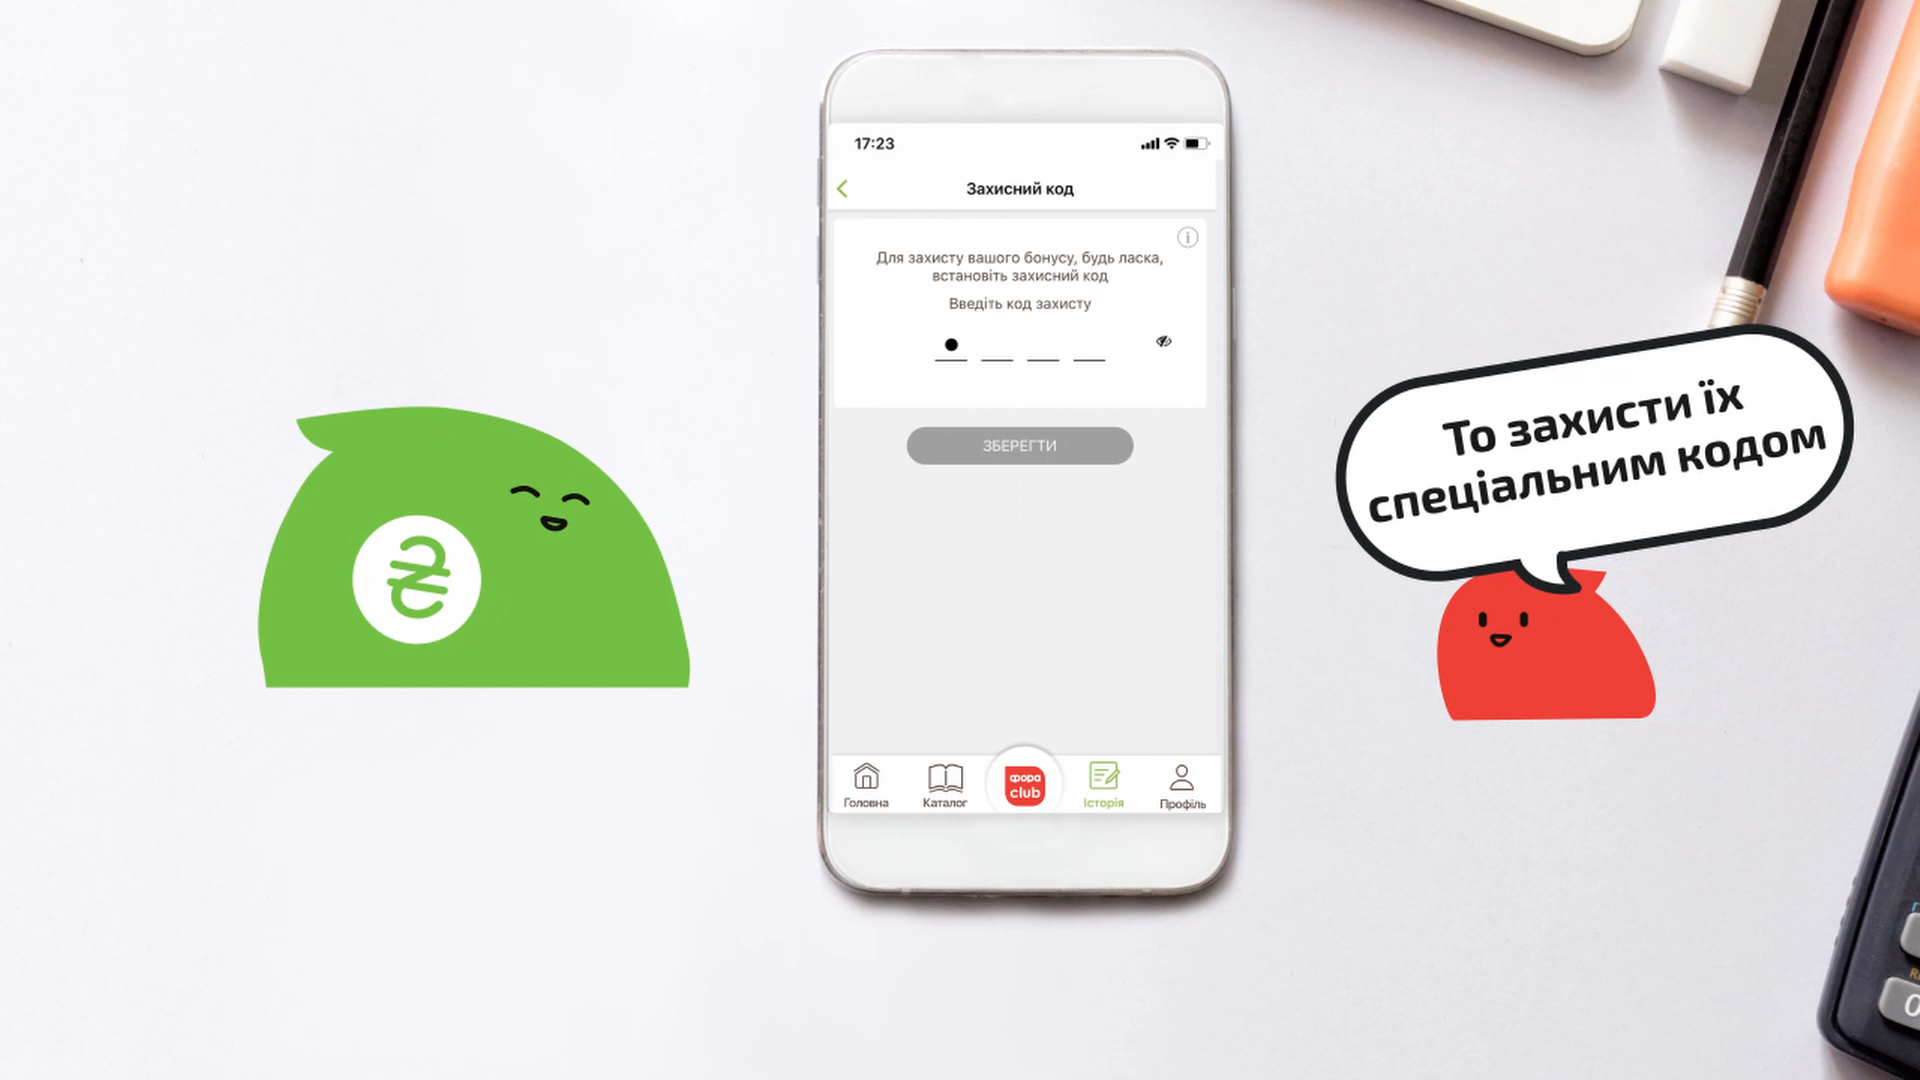 17:23
Захисний код
Для захисту вашого бонусу, будь ласка,
встановіть захисний код
Введіть код захисту
ЗБЕРЕГТИ
Головна
Каталог
фора
club
Історія
Профіль
То захисти їх
спеціальним кодом
₴
0